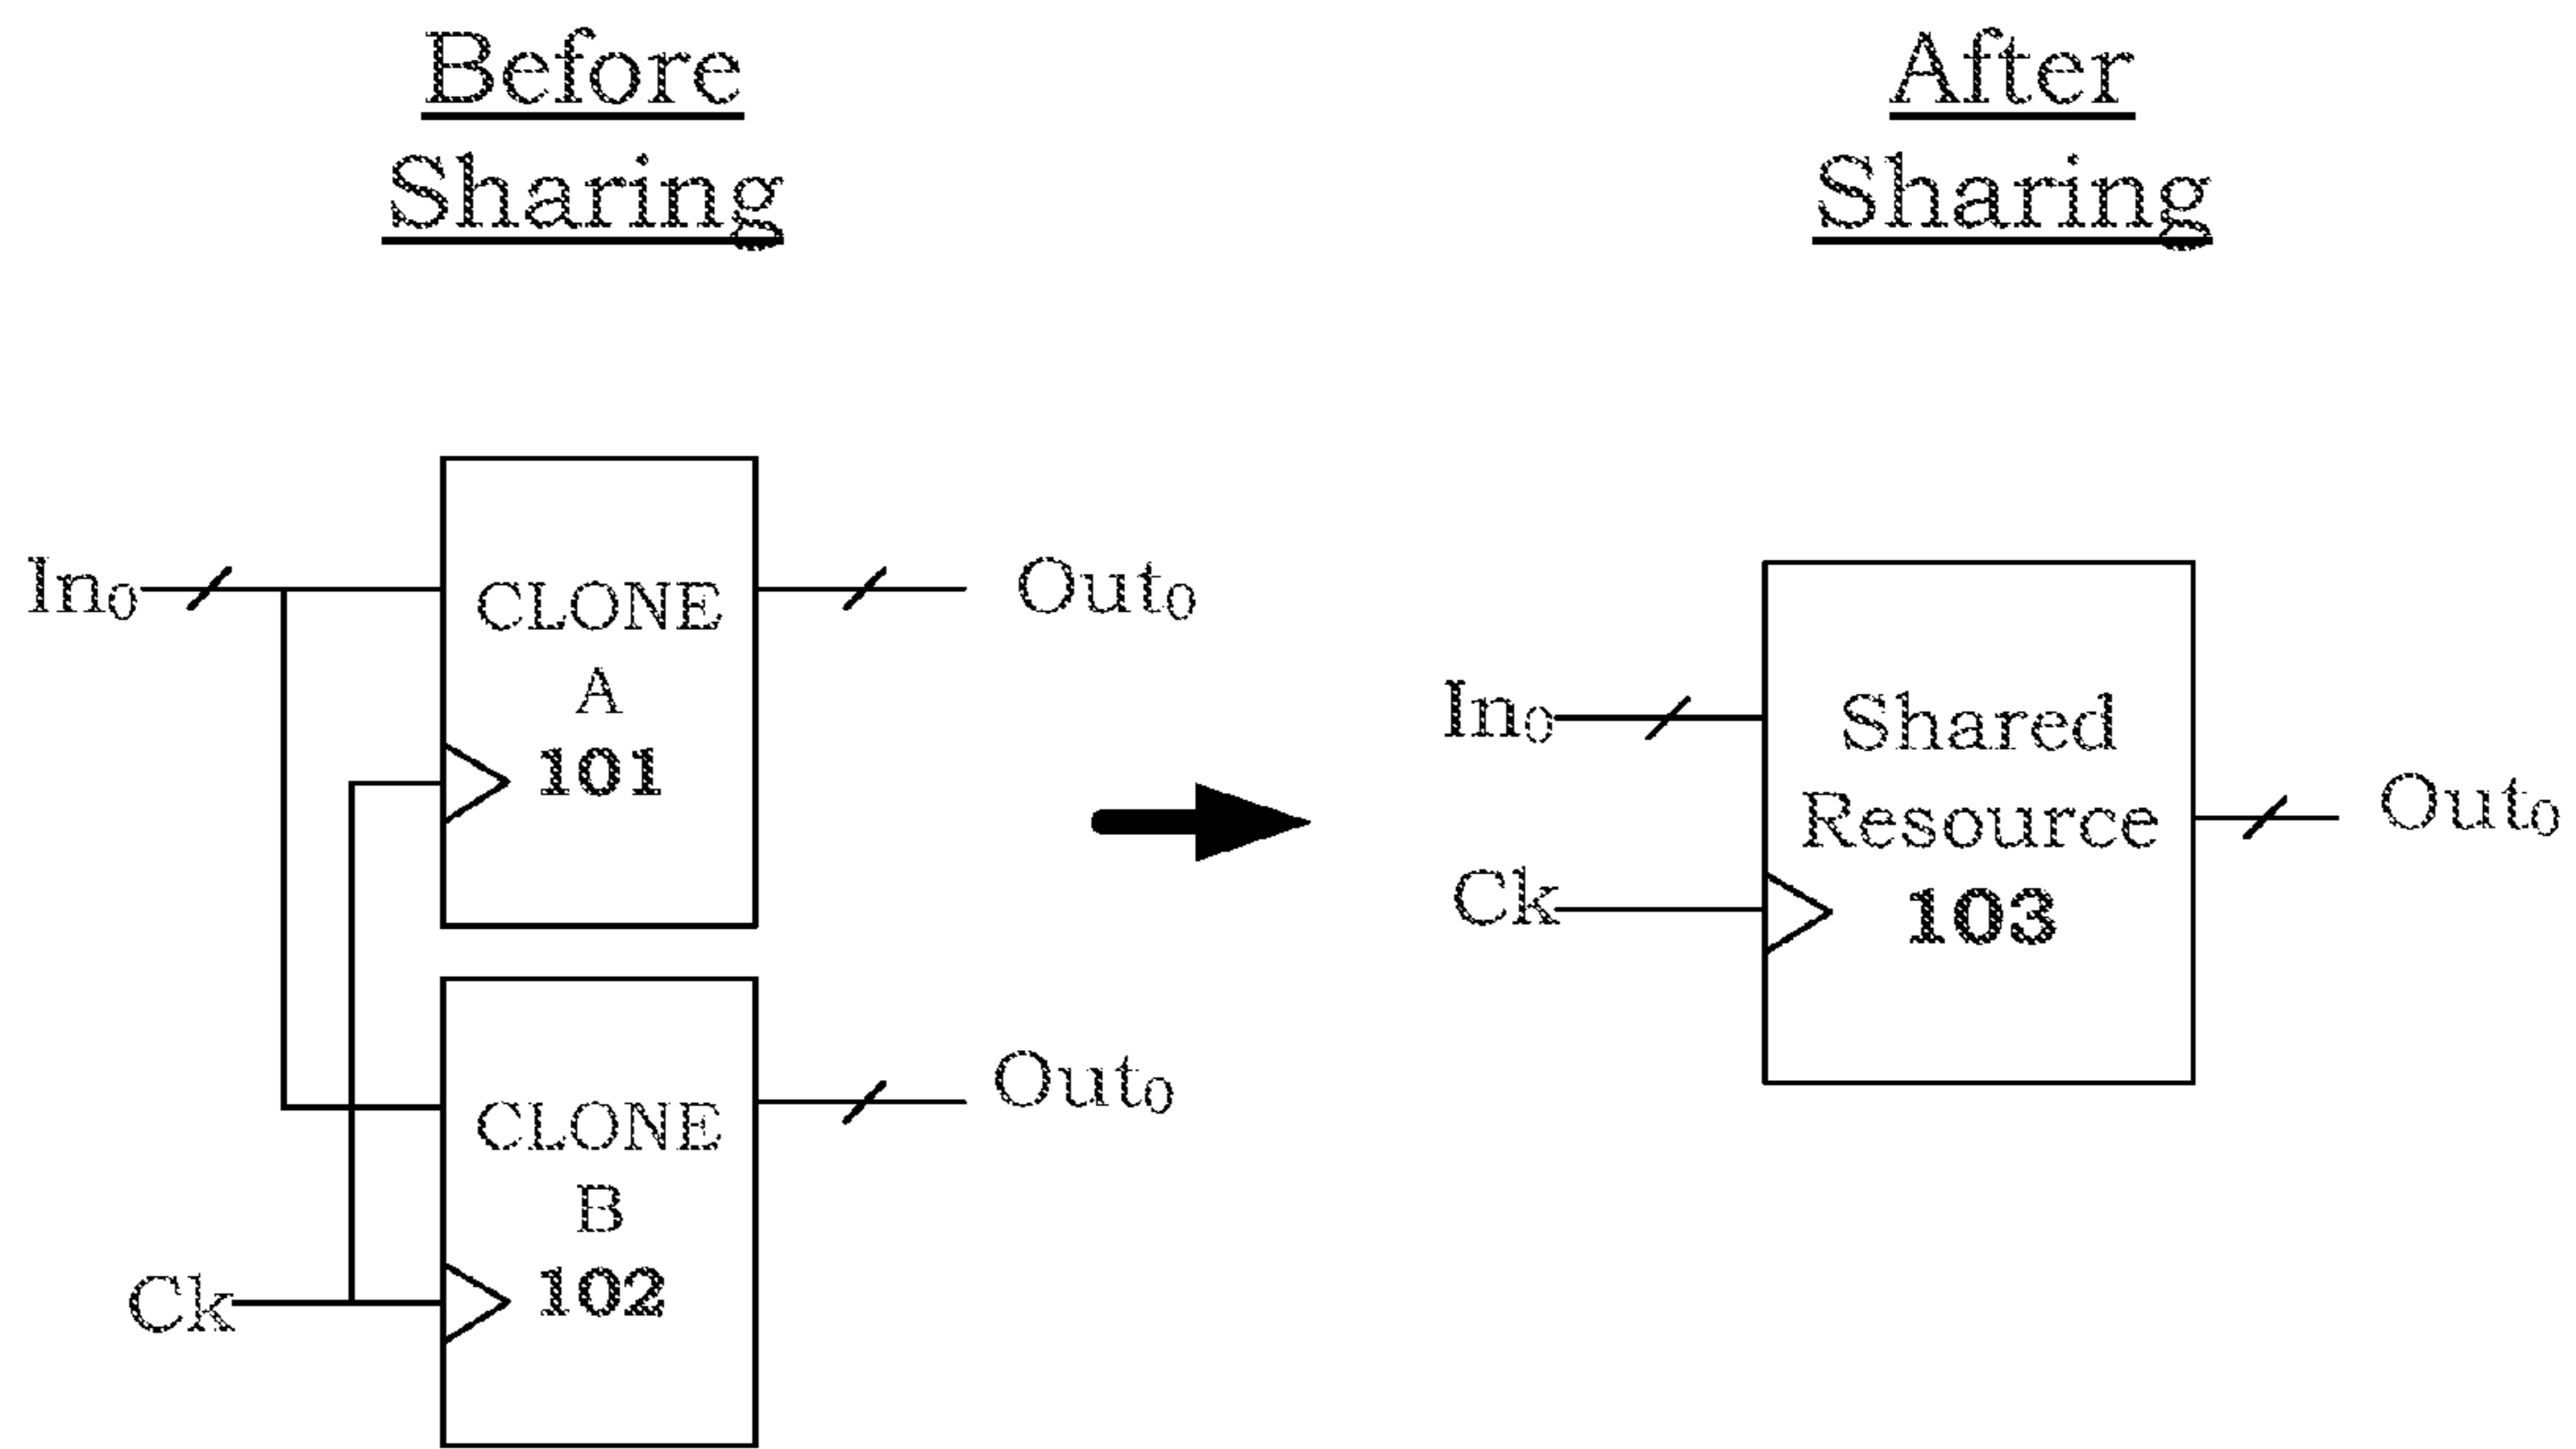 Before
Sharing
After
Sharing
In0
CLONE
A
101
Out0
CLONE
B
102
Out0
Ck
In0
Ck
Shared
Resource
103
Out0